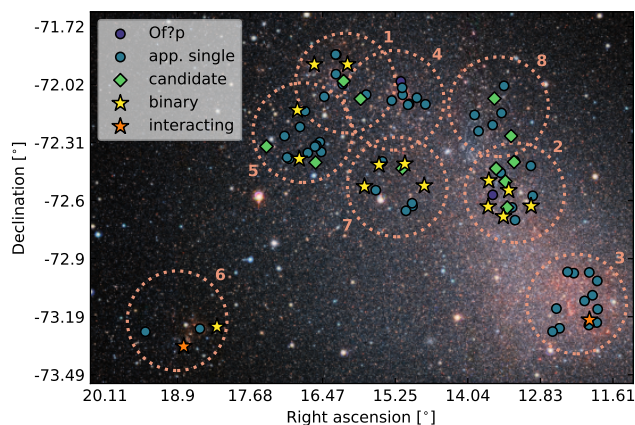 Of?p
app. single
candidate
binary
interacting
1
4
8
5
7
2
6
3
-71.72
-72.02
-72.31
-72.6
-72.9
-73.19
-73.49
Declination [°]
20.11 18.9 17.68 16.47 15.25 14.04 12.83 11.61
Right ascension [°]